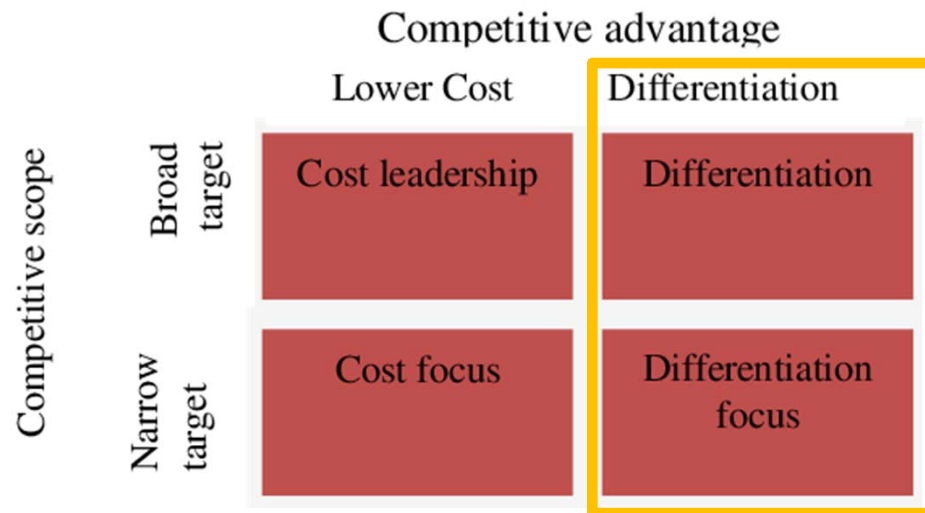 Competitive advantage
Lower Cost
Differentiation
Competitive scope
Broad
target
Cost leadership
Differentiation
Narrow
target
Cost focus
Differentiation
focus